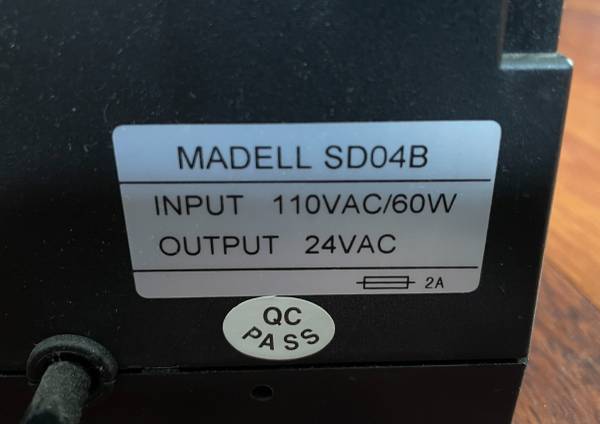 MADELL SD04B
INPUT 110VAC/60W
OUTPUT 24VAC
2A
QC
PASS